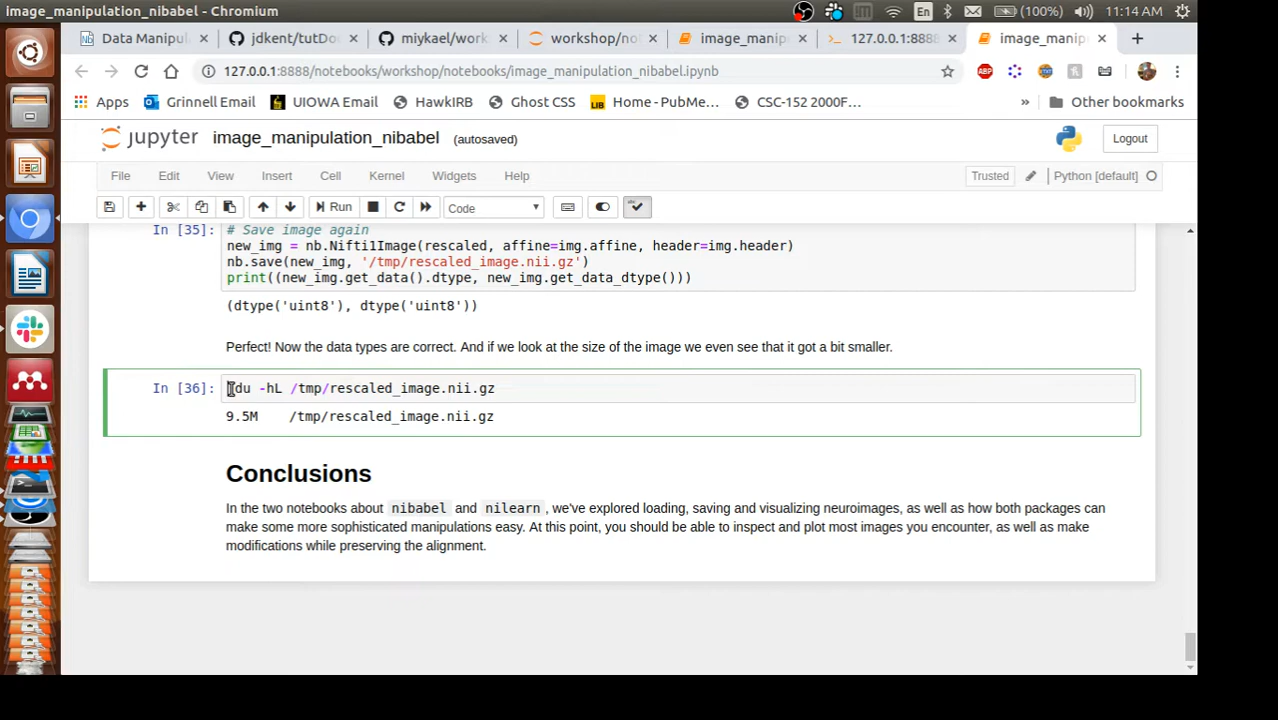 image_manipulation_nibabel - Chromium
En
(100%)
11:14 AM
Data Manipul
jdkent/tutDo
miykael/work
workshop/no
image_manip
127.0.0.1:8888
image_manip
127.0.0.1:8888/notebooks/workshop/notebooks/image_manipulation_nibabel.ipynb
ABP
Apps
Grinnell Email
UIOWA Email
HawkIRB
Ghost CSS
LIB
Home - PubMe…
CSC-152 2000F…
»
Other bookmarks
jupyter
image_manipulation_nibabel
(autosaved)
Logout
File
Edit
View
Insert
Cell
Kernel
Widgets
Help
Trusted
Python [default]
Run
Code
In [35]:
# Save image again
new_img = nb.Nifti1Image(rescaled, affine=img.affine, header=img.header)
nb.save(new_img, '/tmp/rescaled_image.nii.gz')
print((new_img.get_data().dtype, new_img.get_data_dtype()))
(dtype('uint8'), dtype('uint8'))
Perfect! Now the data types are correct. And if we look at the size of the image we even see that it got a bit smaller.
In [36]:
!du -hL /tmp/rescaled_image.nii.gz
9.5M /tmp/rescaled_image.nii.gz
Conclusions
In the two notebooks about nibabel and nilearn , we've explored loading, saving and visualizing neuroimages, as well as how both packages can
make some more sophisticated manipulations easy. At this point, you should be able to inspect and plot most images you encounter, as well as make
modifications while preserving the alignment.